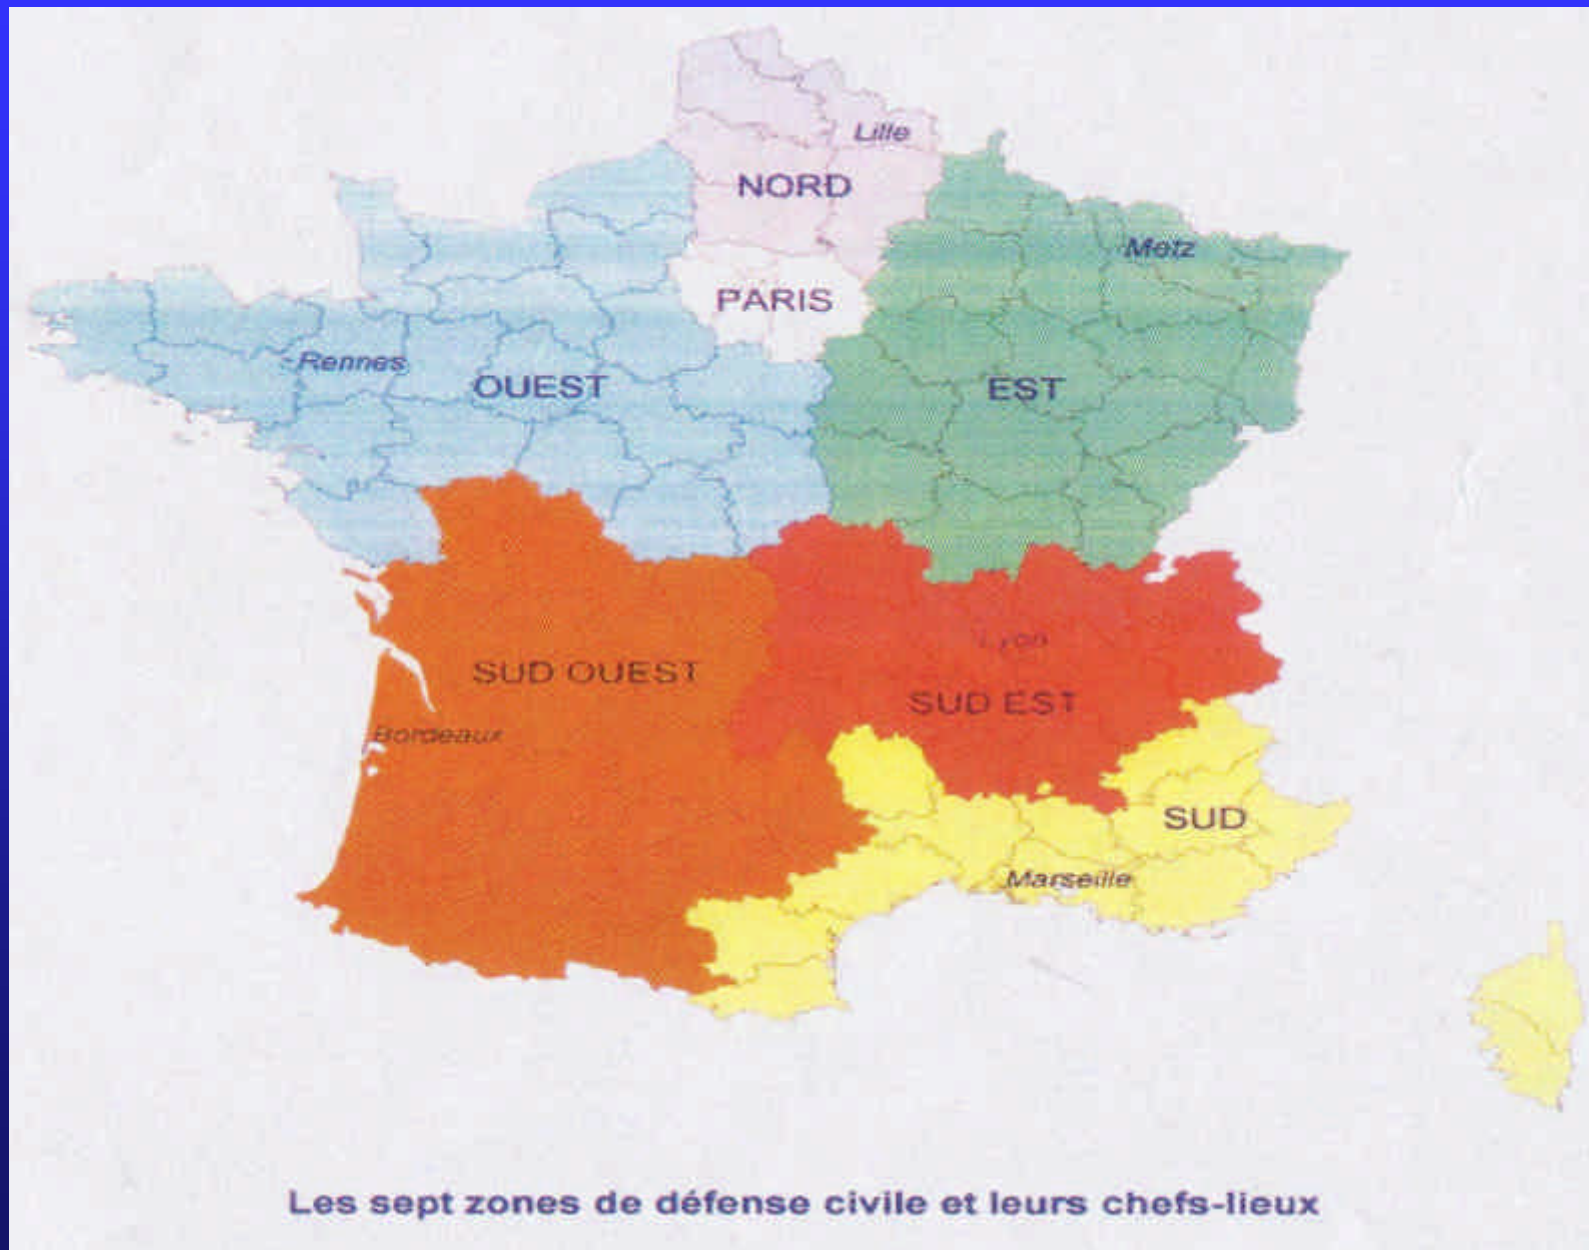 Lille
NORD
Metz
PARIS
Rennes
OUEST
EST
Lyon
SUD OUEST
SUD EST
Bordeaux
SUD
Marseille
Les sept zones de défense civile et leurs chefs-lieux